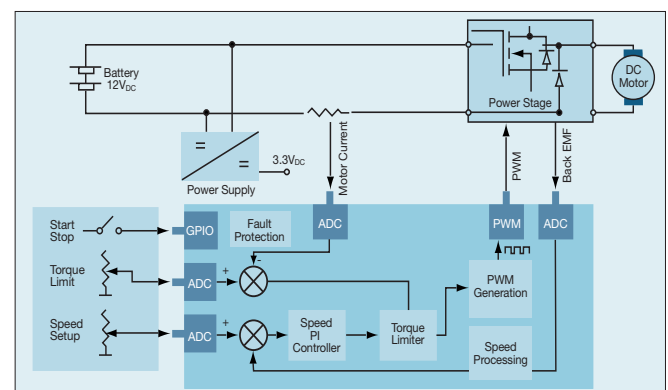 Battery
12VDC
DC
Motor
Power Stage
3.3VDC
Power Supply
Motor Current
PWM
Back EMF
Start
Stop
GPIO
Fault
Protection
ADC
PWM
ADC
-
Torque
Limit
ADC
+
PWM
Generation
Speed
Setup
ADC
+
Speed
PI
Controller
Torque
Limiter
Speed
Processing